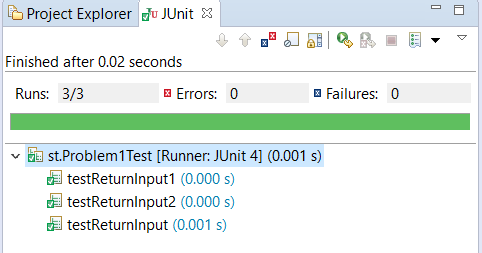 Project Explorer JUnit
Finished after 0.02 seconds
Runs: 3/3 Errors: 0 Failures: 0
st.Problem1Test [Runner: JUnit 4] (0.001 s)
testReturnInput1 (0.000 s)
testReturnInput2 (0.000 s)
testReturnInput (0.001 s)